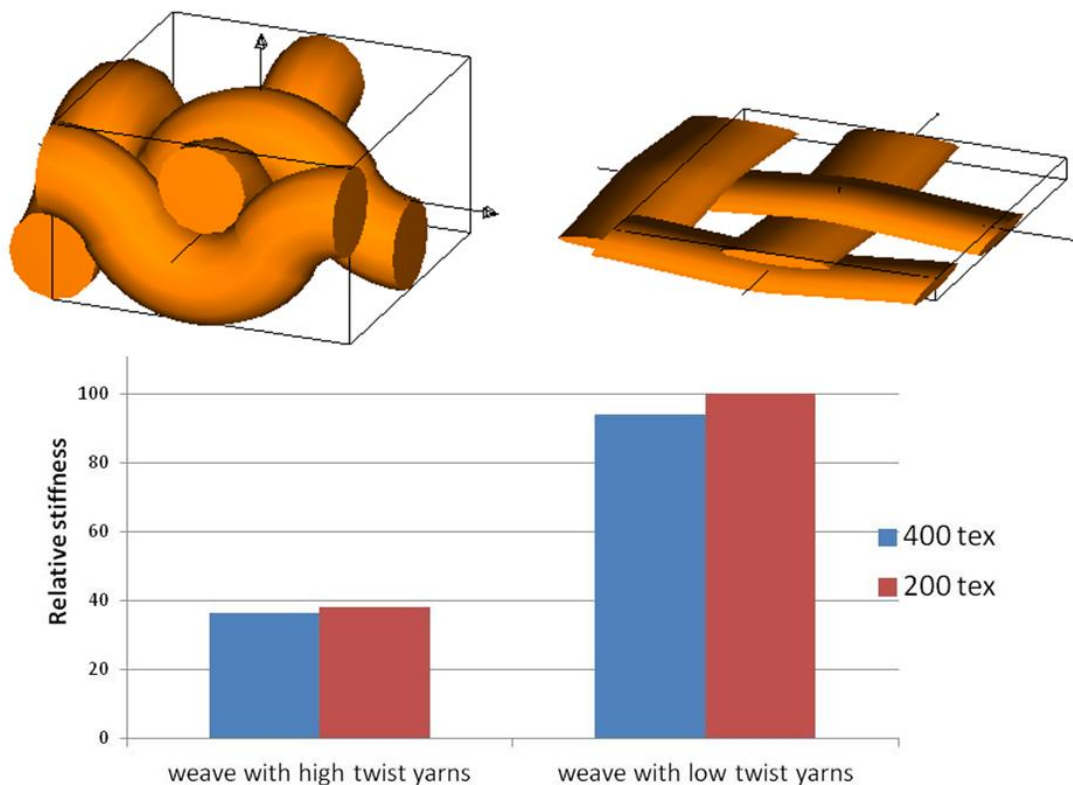 100
80
60
40
20
0
Relative stiffness
400 tex
200 tex
weave with high twist yarns
weave with low twist yarns